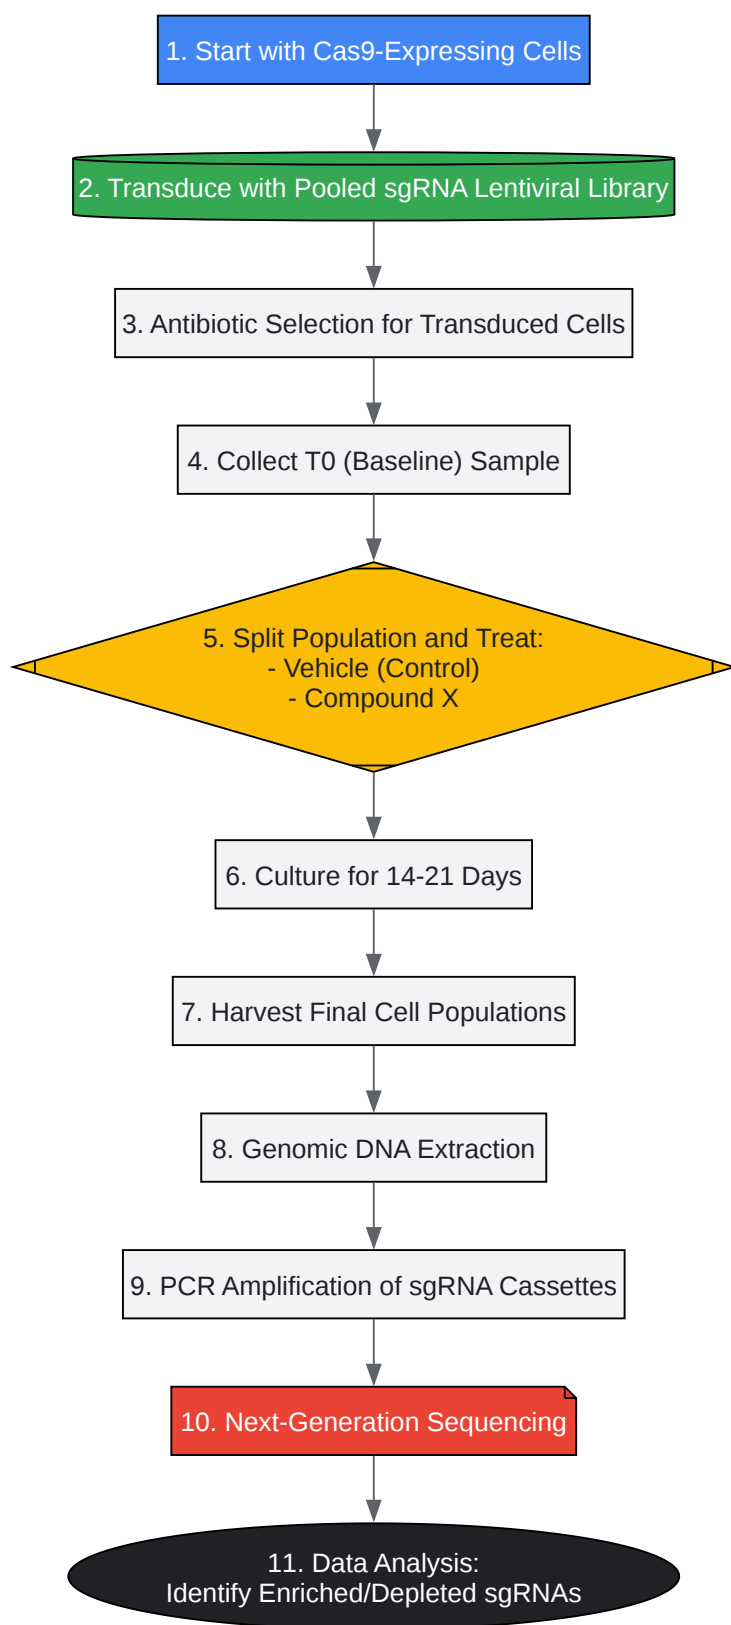 1. Start with Cas9-Expressing Cells
2. Transduce with Pooled sgRNA Lentiviral Library
3. Antibiotic Selection for Transduced Cells
4. Collect T0 (Baseline) Sample
5. Split Population and Treat:
- Vehicle (Control)
- Compound X
6. Culture for 14-21 Days
7. Harvest Final Cell Populations
8. Genomic DNA Extraction
9. PCR Amplification of sgRNA Cassettes
10. Next-Generation Sequencing
11. Data Analysis:
Identify Enriched/Depleted sgRNAs